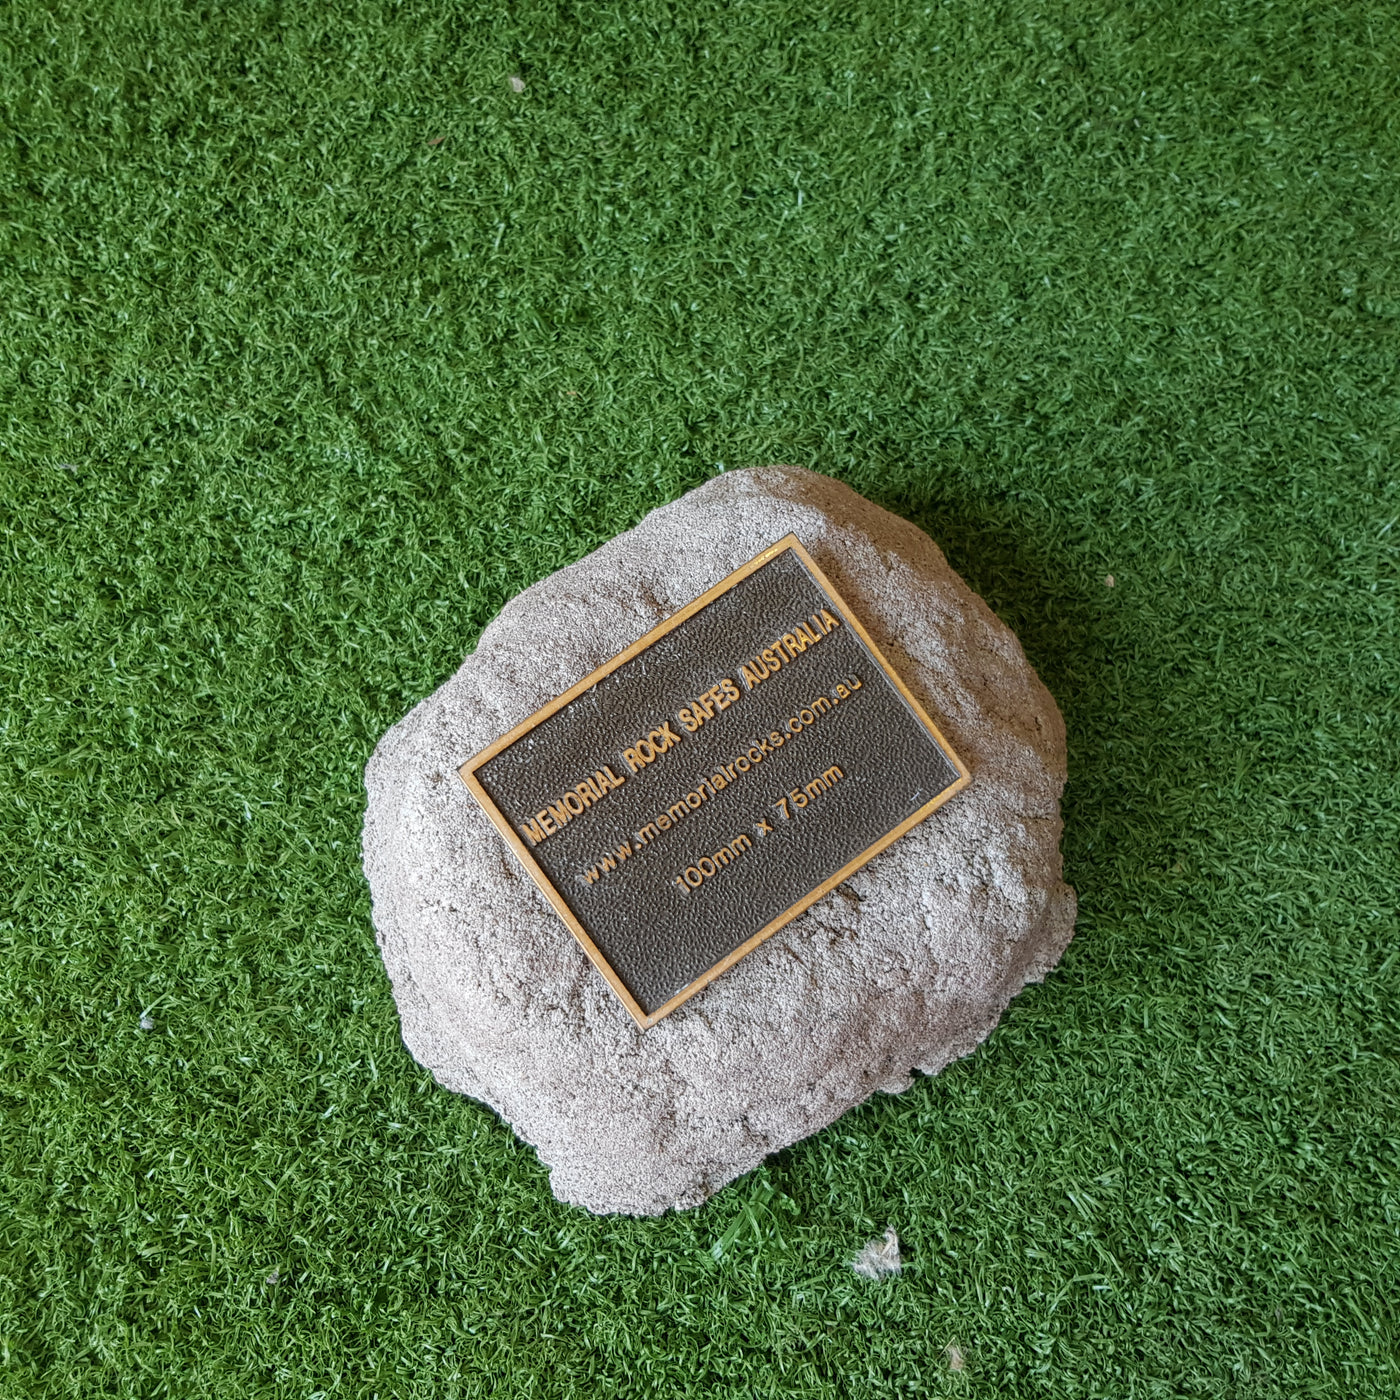 MEMORIAL ROCK SAFES AUSTRALIA
www.memorialrocks.com.au
100mm x 75mm